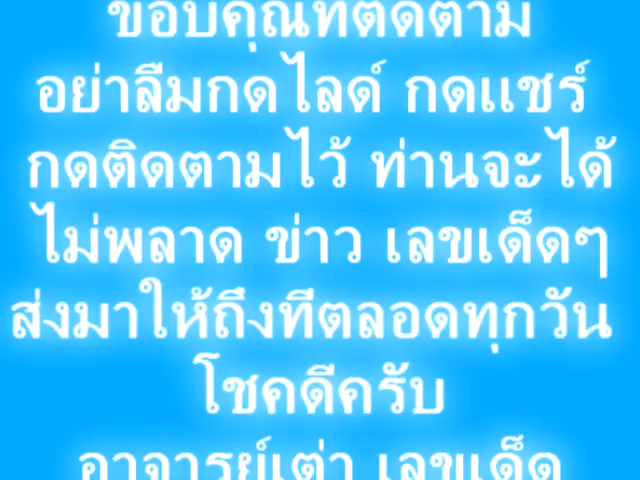 ขอบคุณที่ติดตาม
อย่าลืมกดไลด์ กดแชร์
กดติดตามไว้ ท่านจะได้
ไม่พลาด ข่าว เลขเด็ดๆ
ส่งมาให้ถึงทีตลอดทุกวัน
โชคดีครับ
อาจารย์เต่า เลขเด็ด